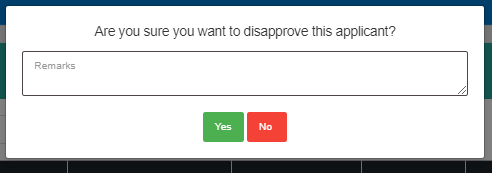 Are you sure you want to disapprove this applicant?
Remarks
Yes No